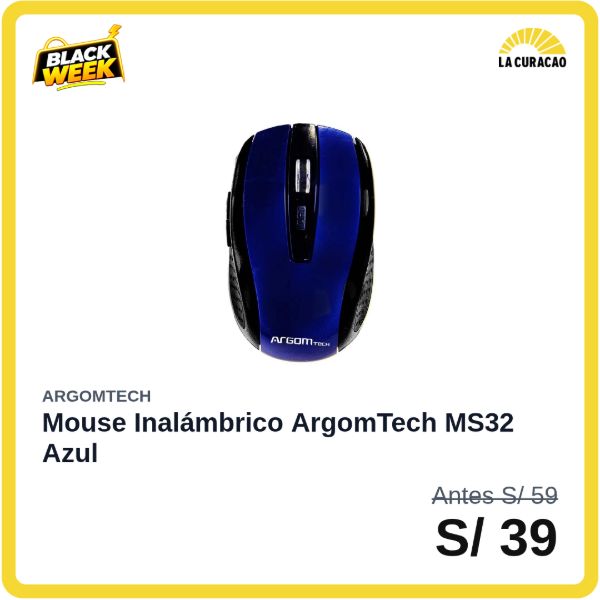 BLACK
WEEK
LA CURACAO
ARGOMTECH
ARGOMTECH
Mouse Inalámbrico ArgomTech MS32
Azul
Antes S/ 59
S/ 39